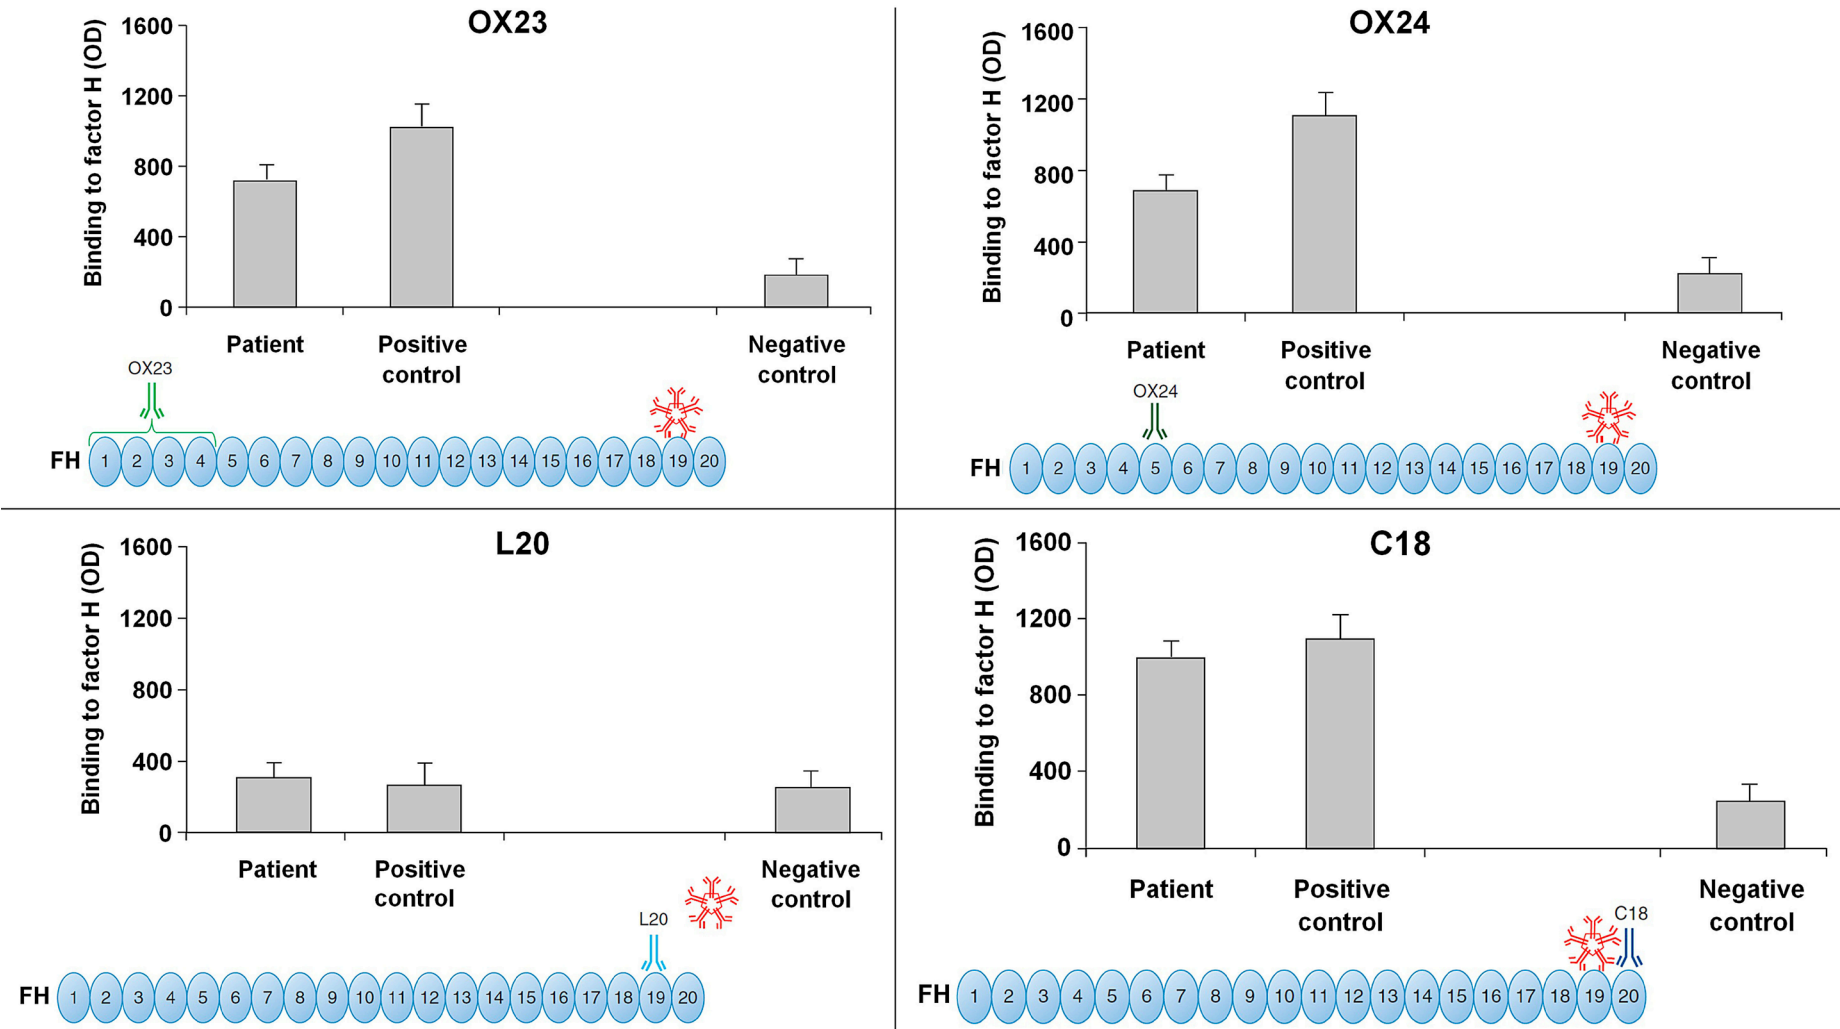 OX23
Binding to factor H (OD)
1600
1200
800
400
0
Patient
Positive
control
Negative
control
OX23
FH 1 2 3 4 5 6 7 8 9 10 11 12 13 14 15 16 17 18 19 20
OX24
Binding to factor H (OD)
1600
1200
800
400
0
Patient
Positive
control
Negative
control
OX24
FH 1 2 3 4 5 6 7 8 9 10 11 12 13 14 15 16 17 18 19 20
L20
Binding to factor H (OD)
1600
1200
800
400
0
Patient
Positive
control
Negative
control
L20
FH 1 2 3 4 5 6 7 8 9 10 11 12 13 14 15 16 17 18 19 20
C18
Binding to factor H (OD)
1600
1200
800
400
0
Patient
Positive
control
Negative
control
C18
FH 1 2 3 4 5 6 7 8 9 10 11 12 13 14 15 16 17 18 19 20